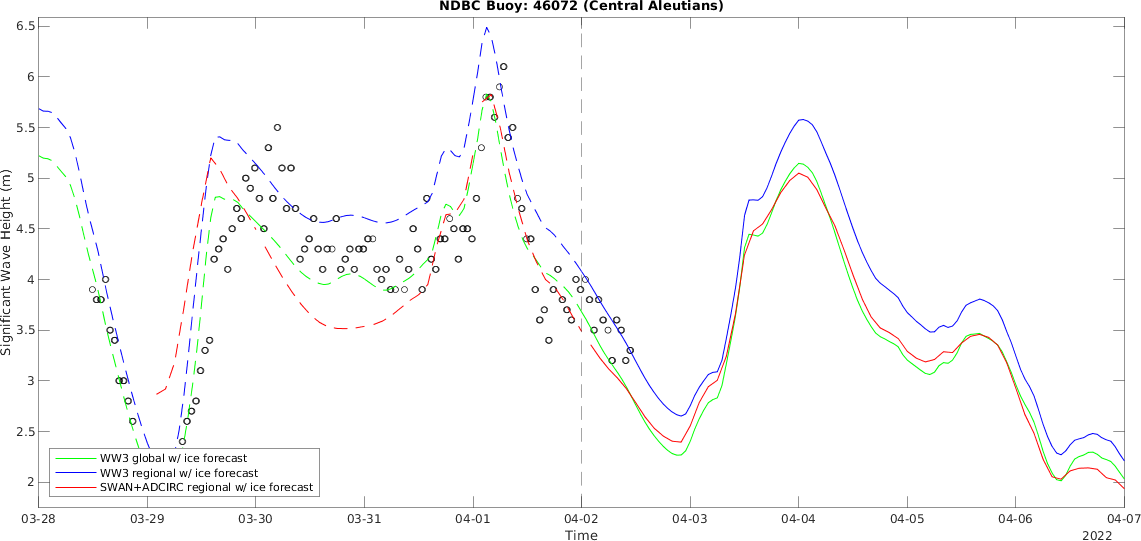 NDBC Buoy: 46072 (Central Aleutians)
Significant Wave Height (m)
6.5
6
5.5
5
4.5
4
3.5
3
2.5
2
WW3 global w/ ice forecast
WW3 regional w/ ice forecast
SWAN+ADCIRC regional w/ ice forecast
03-28 03-29 03-30 03-31 04-01 04-02 04-03 04-04 04-05 04-06 04-07
Time
2022